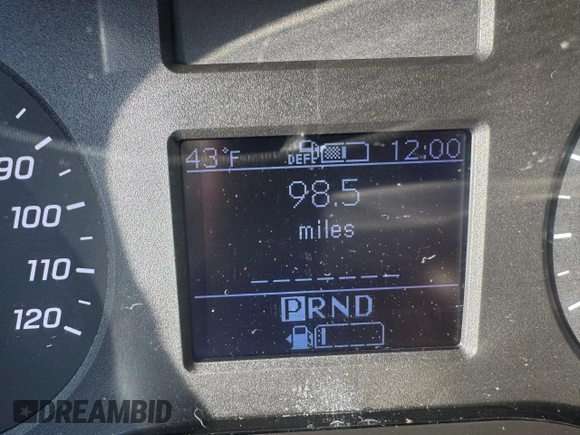 43°F DEF 12:00
98.5
miles
_ _ _ _ _ _ _
PRND
90
100
110
120
DREAMBID